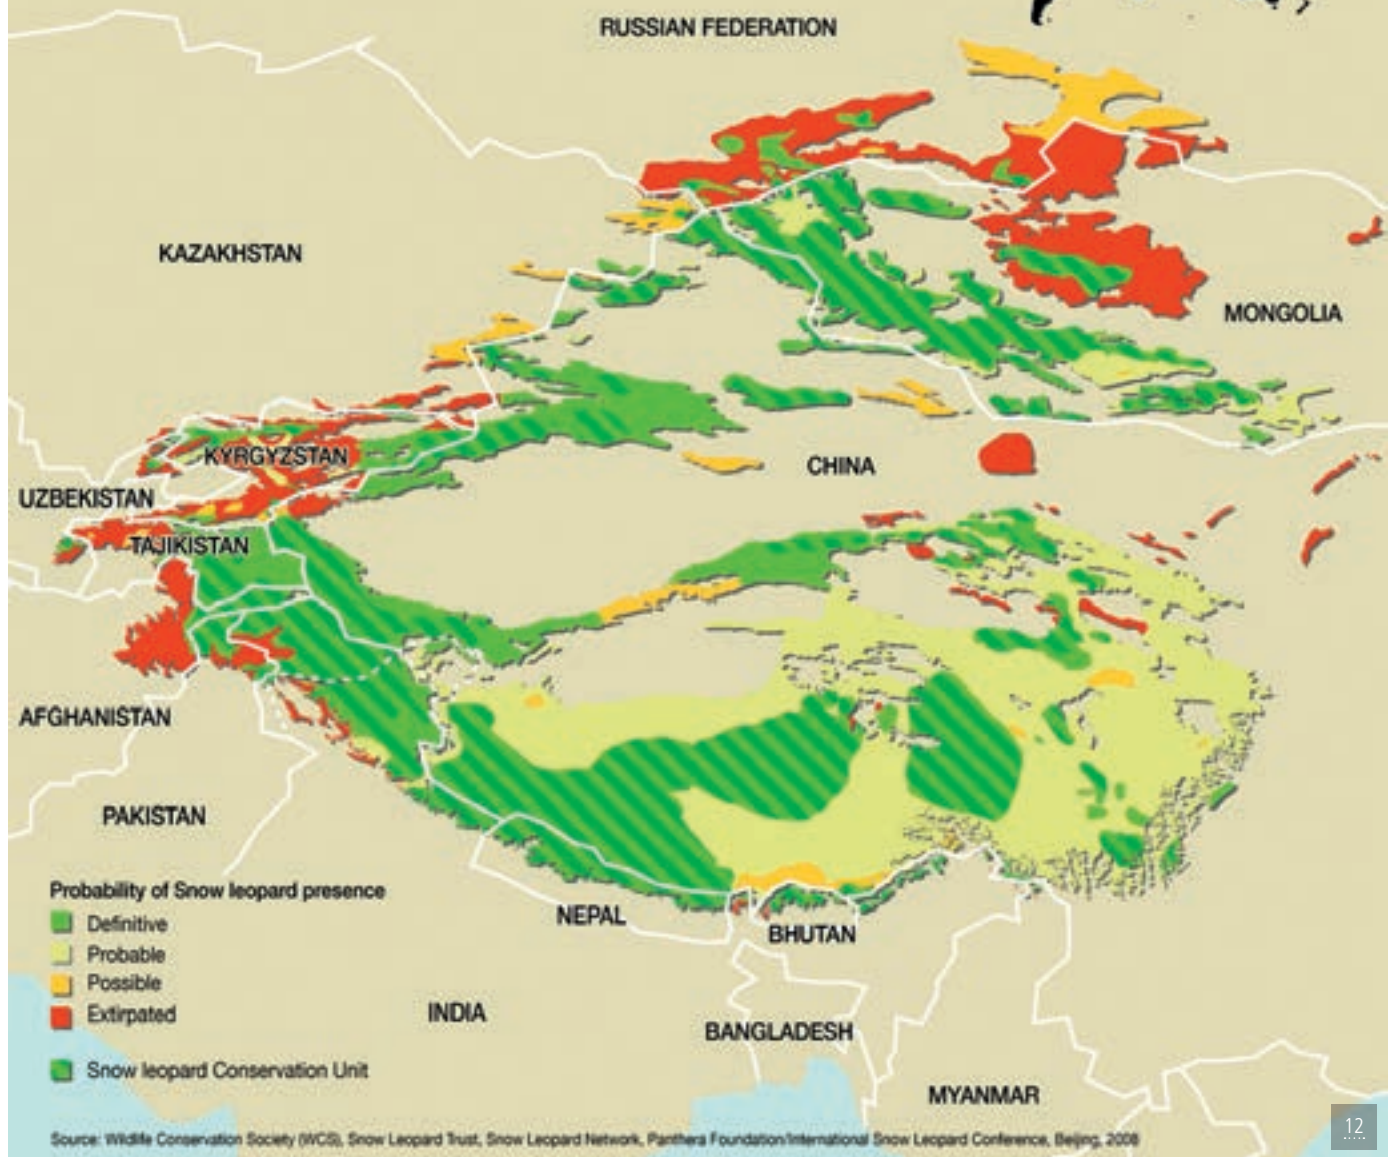 RUSSIAN FEDERATION
KAZAKHSTAN
MONGOLIA
KYRGYZSTAN
CHINA
UZBEKISTAN
TAJIKISTAN
AFGHANISTAN
PAKISTAN
Probability of Snow leopard presence
Definitive
Probable
Possible
Extirpated
Snow leopard Conservation Unit
NEPAL
BHUTAN
INDIA
BANGLADESH
MYANMAR
12
Source: Wildlife Conservation Society (WCS), Snow Leopard Trust, Snow Leopard Network, Panthera Foundation/International Snow Leopard Conference, Beijing, 2008